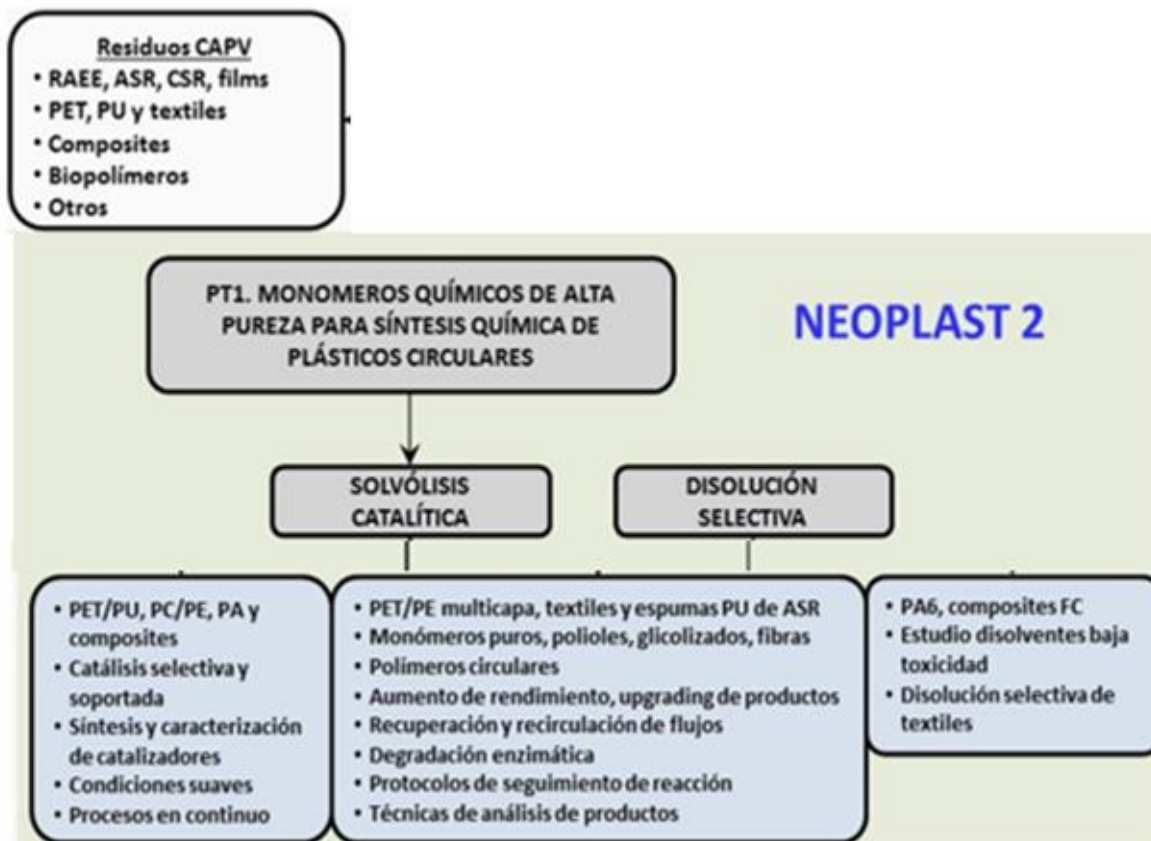 Residuos CAPV
• RAEE, ASR, CSR, films
• PET, PU y textiles
• Composites
• Biopolímeros
• Otros
PT1. MONOMEROS QUÍMICOS DE ALTA
PUREZA PARA SÍNTESIS QUÍMICA DE
PLÁSTICOS CIRCULARES
NEOPLAST 2
SOLVÓLISIS
CATALÍTICA
DISOLUCIÓN
SELECTIVA
• PET/PU, PC/PE, PA y
composites
• Catálisis selectiva y
soportada
• Síntesis y caracterización
de catalizadores
• Condiciones suaves
• Procesos en continuo
• PET/PE multicapa, textiles y espumas PU de ASR
• Monómeros puros, polioles, glicolizados, fibras
• Polímeros circulares
• Aumento de rendimiento, upgrading de productos
• Recuperación y recirculación de flujos
• Degradación enzimática
• Protocolos de seguimiento de reacción
• Técnicas de análisis de productos
• PA6, composites FC
• Estudio disolventes baja
toxicidad
• Disolución selectiva de
textiles